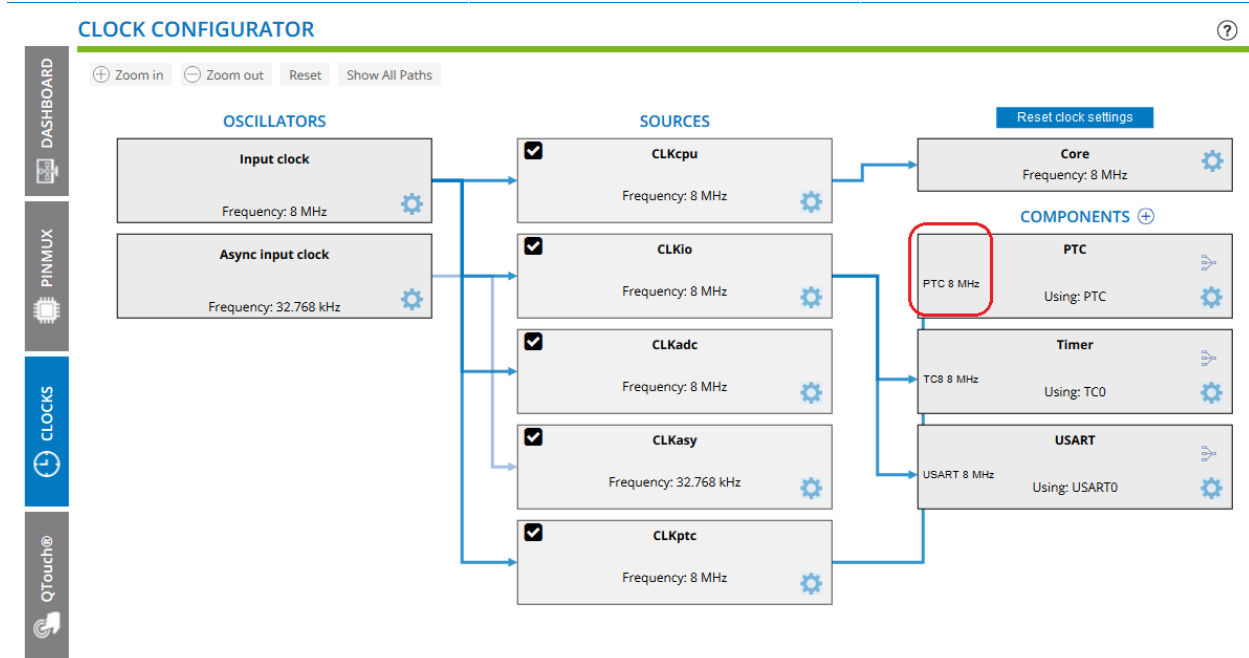 CLOCK CONFIGURATOR
?
DASHBOARD
PINMUX
CLOCKS
QTouch®
Zoom in
Zoom out
Reset
Show All Paths
OSCILLATORS
Input clock
Frequency: 8 MHz
Async input clock
Frequency: 32.768 kHz
SOURCES
CLKcpu
Frequency: 8 MHz
CLKio
Frequency: 8 MHz
CLKadc
Frequency: 8 MHz
CLKasy
Frequency: 32.768 kHz
CLKptc
Frequency: 8 MHz
Reset clock settings
Core
Frequency: 8 MHz
COMPONENTS
PTC
PTC 8 MHz
Using: PTC
Timer
TC8 8 MHz
Using: TC0
USART
USART 8 MHz
Using: USART0